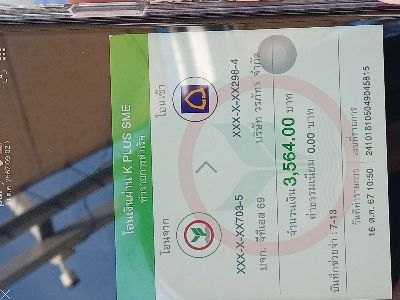 ต.ค. 2567 09:02
โอนเงินผ่าน K PLUS SME
ทำรายการสำเร็จ
โอนจาก
โอนเข้า
XXX-X-XX703-5
XXX-X-XX298-4
บจก. จีทีเอส 69
บริษัท วรภัทร จำกัด
จำนวนเงิน 3,564.00 บาท
ค่าธรรมเนียม 0.00 บาท
บันทึกช่วยจำ : 7-13
วันที่ทำรายการ
เลขที่รายการ
16 ต.ค. 67 10:50
241016105049045815